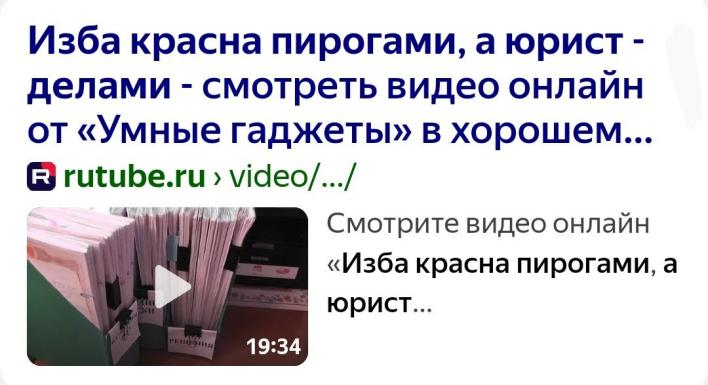 Изба красна пирогами, а юрист -
делами - смотреть видео онлайн
от «Умные гаджеты» в хорошем...
rutube.ru › video/.../
Смотрите видео онлайн
«Изба красна пирогами, а
юрист...
19:34